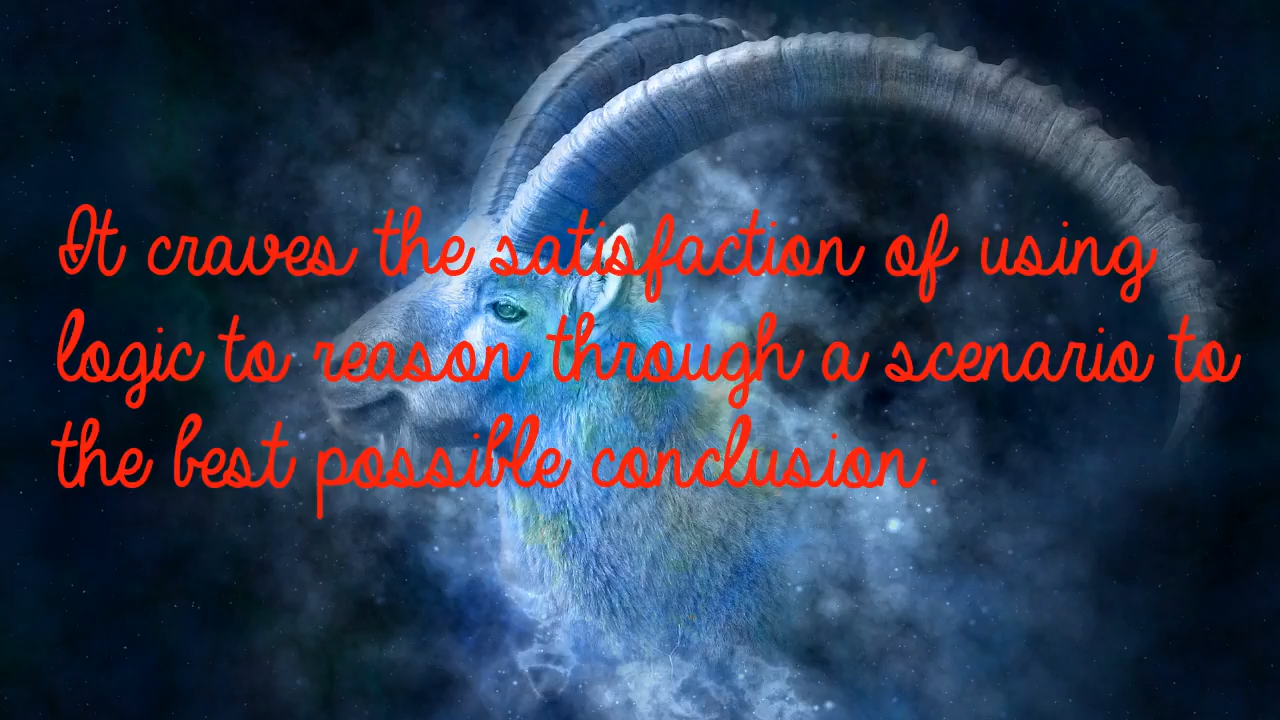 It craves the satisfaction of using
logic to reason through a scenario to
the best possible conclusion.